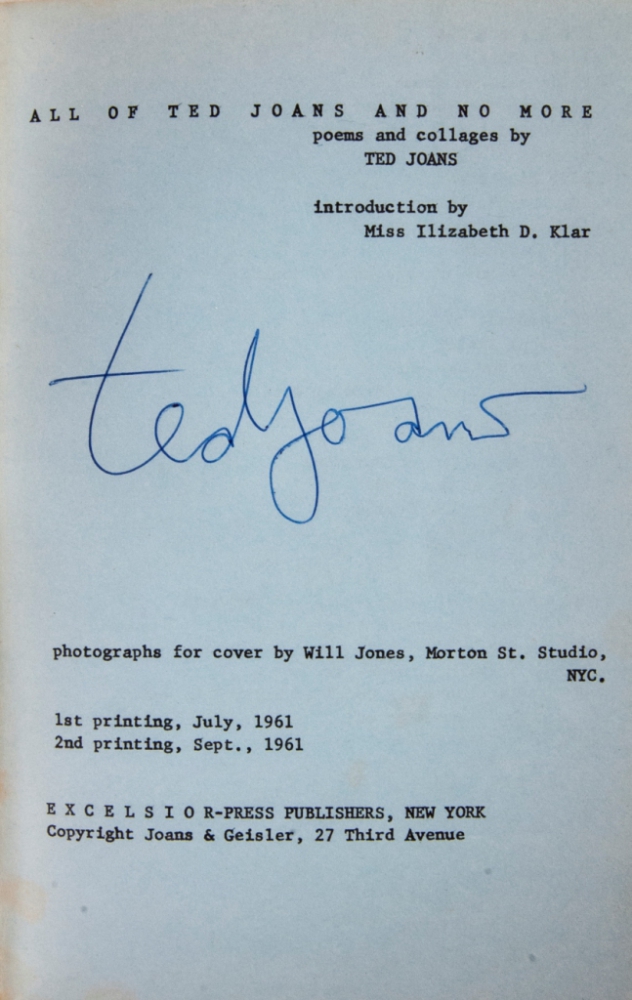 ALL OF TED JOANS AND NO MORE
poems and collages by
TED JOANS
introduction by
Miss Ilizabeth D. Klar
ted joans
photographs for cover by Will Jones, Morton St. Studio,
NYC.
1st printing, July, 1961
2nd printing, Sept., 1961
EXCELSIOR-PRESS PUBLISHERS, NEW YORK
Copyright Joans & Geisler, 27 Third Avenue